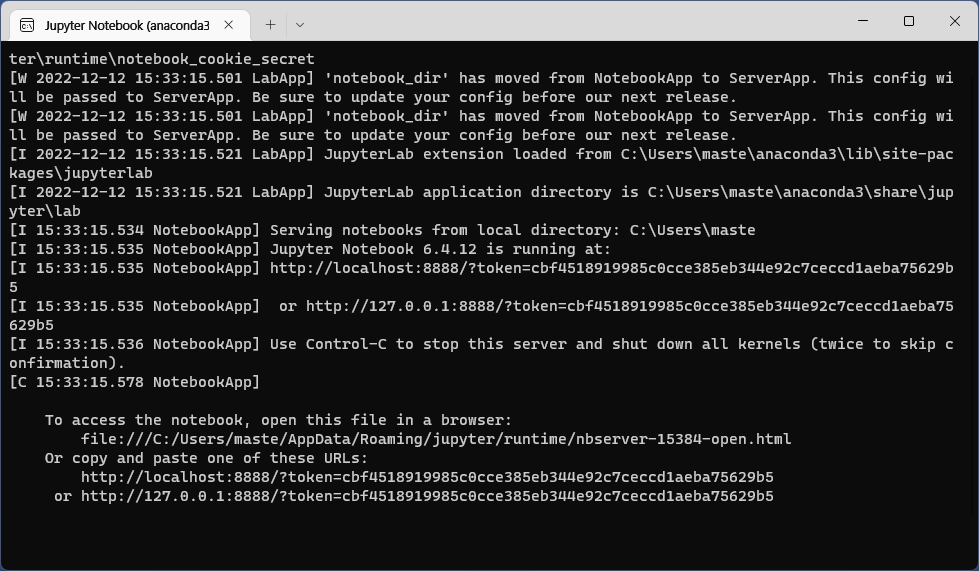 Jupyter Notebook (anaconda3
ter\runtime\notebook_cookie_secret
[W 2022-12-12 15:33:15.501 LabApp] 'notebook_dir' has moved from NotebookApp to ServerApp. This config wi
ll be passed to ServerApp. Be sure to update your config before our next release.
[W 2022-12-12 15:33:15.501 LabApp] 'notebook_dir' has moved from NotebookApp to ServerApp. This config wi
ll be passed to ServerApp. Be sure to update your config before our next release.
[I 2022-12-12 15:33:15.521 LabApp] JupyterLab extension loaded from C:\Users\maste\anaconda3\lib\site-pac
kages\jupyterlab
[I 2022-12-12 15:33:15.521 LabApp] JupyterLab application directory is C:\Users\maste\anaconda3\share\jup
yter\lab
[I 15:33:15.534 NotebookApp] Serving notebooks from local directory: C:\Users\maste
[I 15:33:15.535 NotebookApp] Jupyter Notebook 6.4.12 is running at:
[I 15:33:15.535 NotebookApp] http://localhost:8888/?token=cbf4518919985c0cce385eb344e92c7ceccd1aeba75629b
5
[I 15:33:15.535 NotebookApp]  or http://127.0.0.1:8888/?token=cbf4518919985c0cce385eb344e92c7ceccd1aeba75
629b5
[I 15:33:15.536 NotebookApp] Use Control-C to stop this server and shut down all kernels (twice to skip c
onfirmation).
[C 15:33:15.578 NotebookApp]
To access the notebook, open this file in a browser:
file:///C:/Users/maste/AppData/Roaming/jupyter/runtime/nbserver-15384-open.html
Or copy and paste one of these URLs:
http://localhost:8888/?token=cbf4518919985c0cce385eb344e92c7ceccd1aeba75629b5
or http://127.0.0.1:8888/?token=cbf4518919985c0cce385eb344e92c7ceccd1aeba75629b5